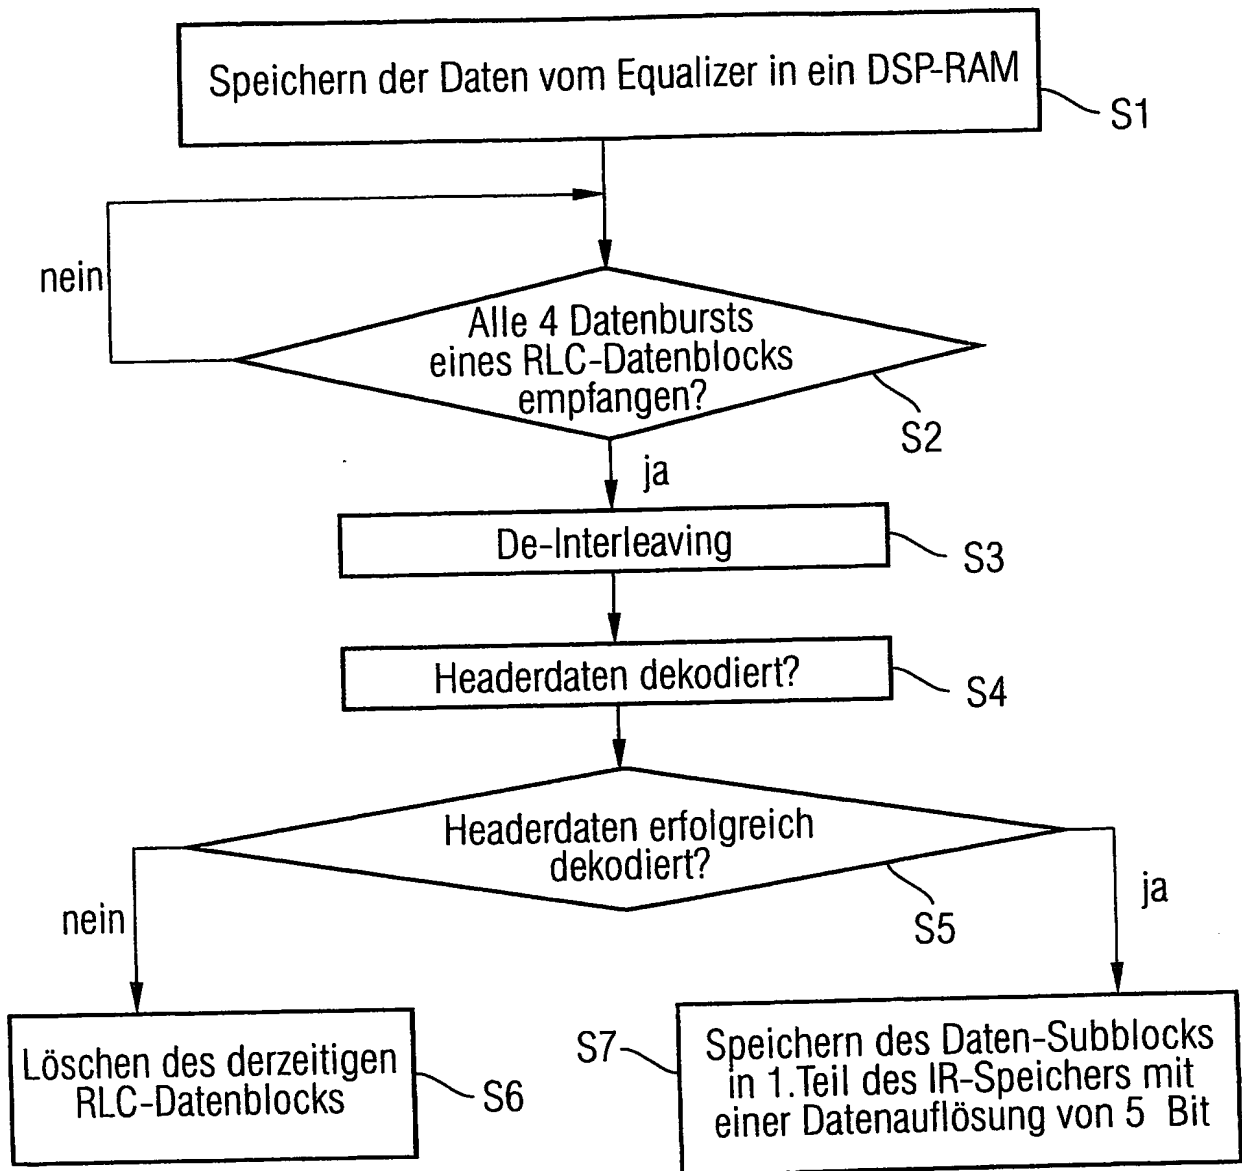 Speichern der Daten vom Equalizer in ein DSP-RAM
S1
nein
Alle 4 Datenbursts
eines RLC-Datenblocks
empfangen?
S2
ja
De-Interleaving
S3
Headerdaten dekodiert?
S4
Headerdaten erfolgreich
dekodiert?
S5
nein
ja
Löschen des derzeitigen
RLC-Datenblocks
S6
S7
Speichern des Daten-Subblocks
in 1.Teil des IR-Speichers mit
einer Datenauflösung von 5 Bit